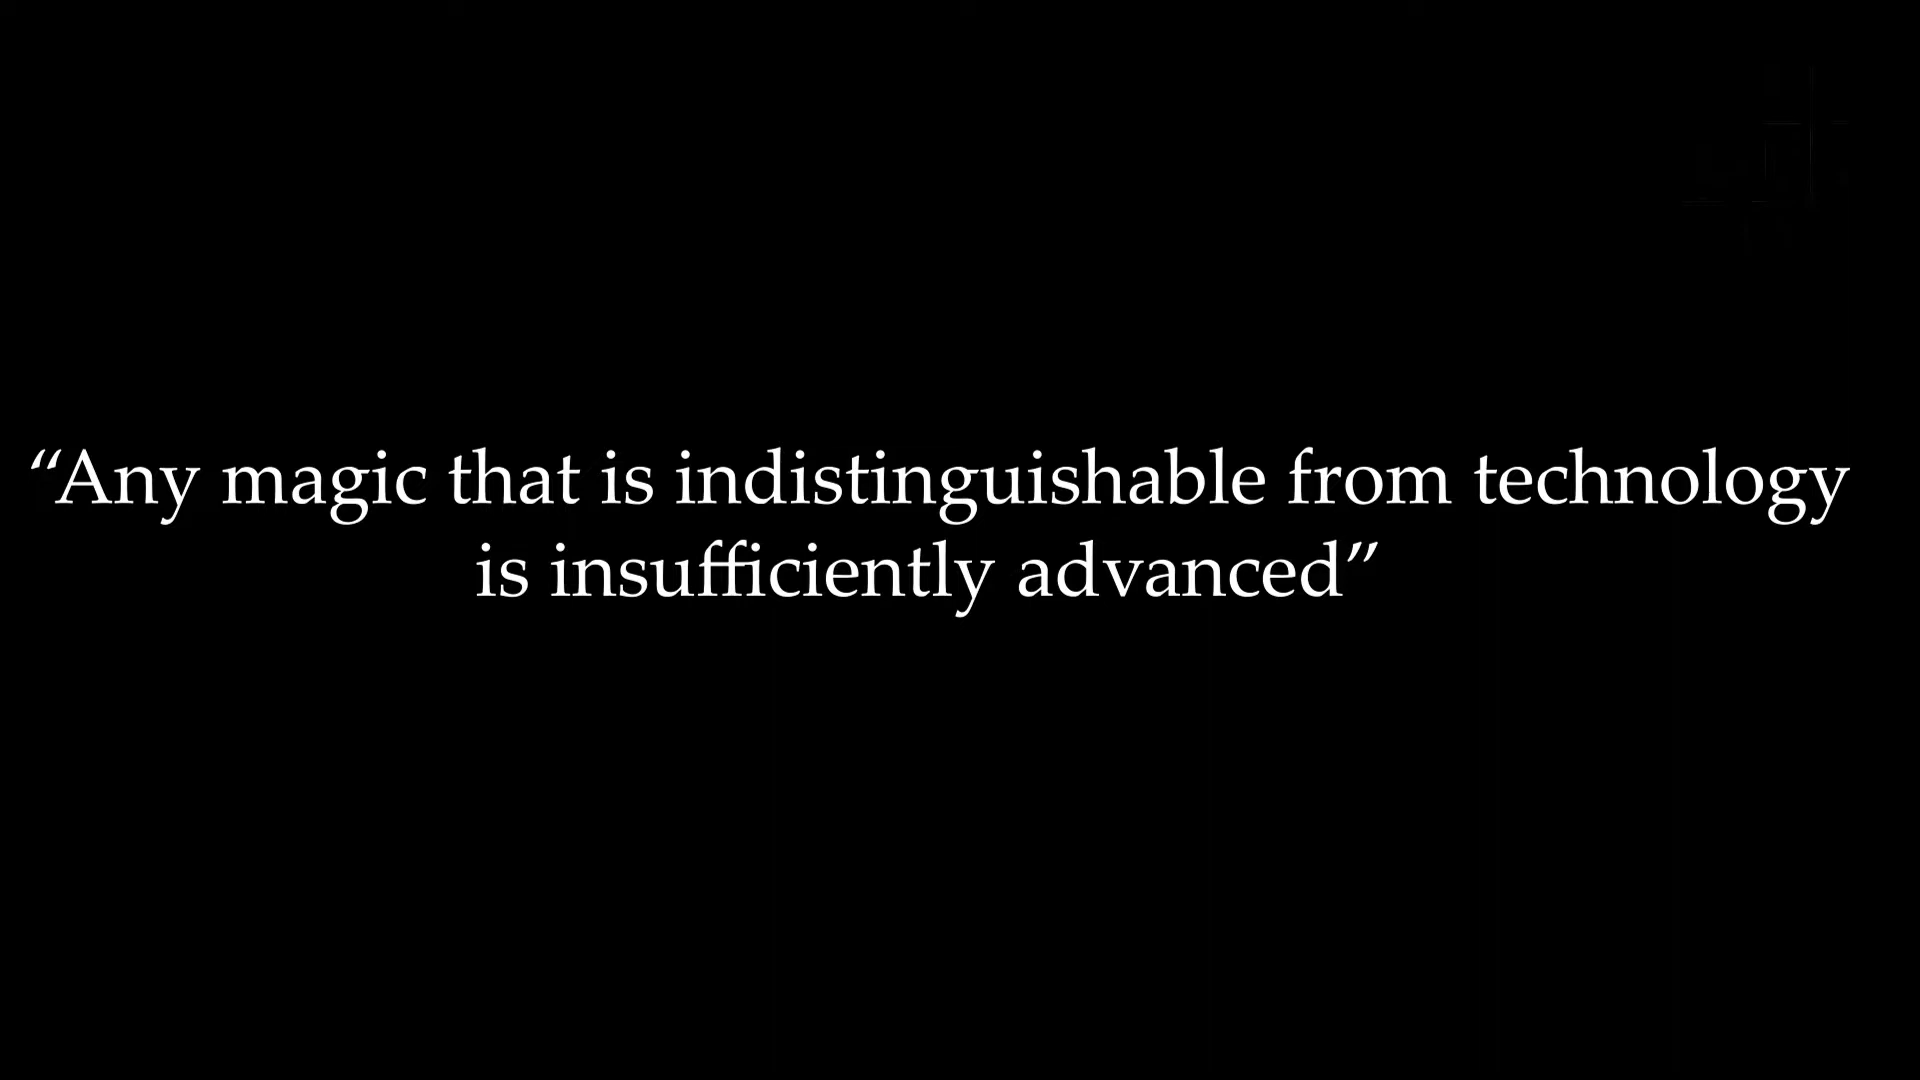 “Any magic that is indistinguishable from technology
is insufficiently advanced”